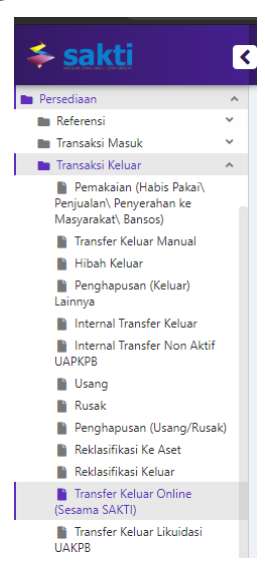 sakti
Persediaan
Referensi
Transaksi Masuk
Transaksi Keluar
Pemakaian (Habis Pakai\
Penjualan\ Penyerahan ke
Masyarakat\ Bansos)
Transfer Keluar Manual
Hibah Keluar
Penghapusan (Keluar)
Lainnya
Internal Transfer Keluar
Internal Transfer Non Aktif
UAPKPB
Usang
Rusak
Penghapusan (Usang/Rusak)
Reklasifikasi Ke Aset
Reklasifikasi Keluar
Transfer Keluar Online
(Sesama SAKTI)
Transfer Keluar Likuidasi
UAKPB